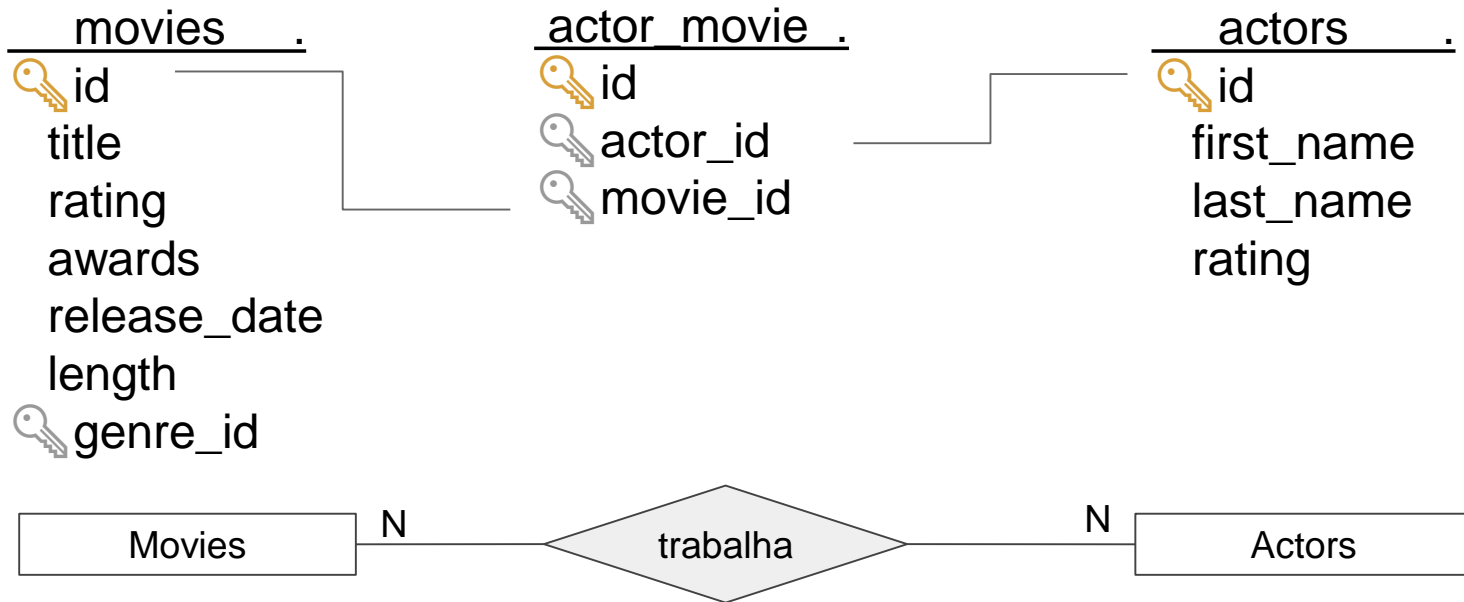 movies .
id
title
rating
awards
release_date
length
genre_id
actor_movie .
id
actor_id
movie_id
actors .
id
first_name
last_name
rating
Movies
N
trabalha
N
Actors